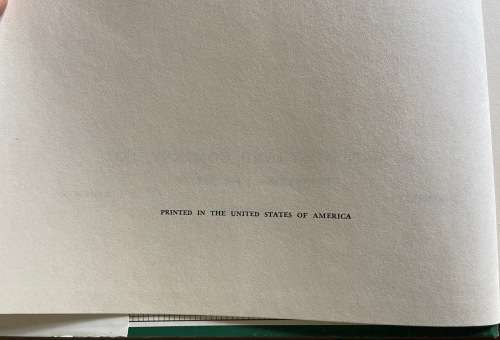 PRINTED IN THE UNITED STATES OF AMERICA